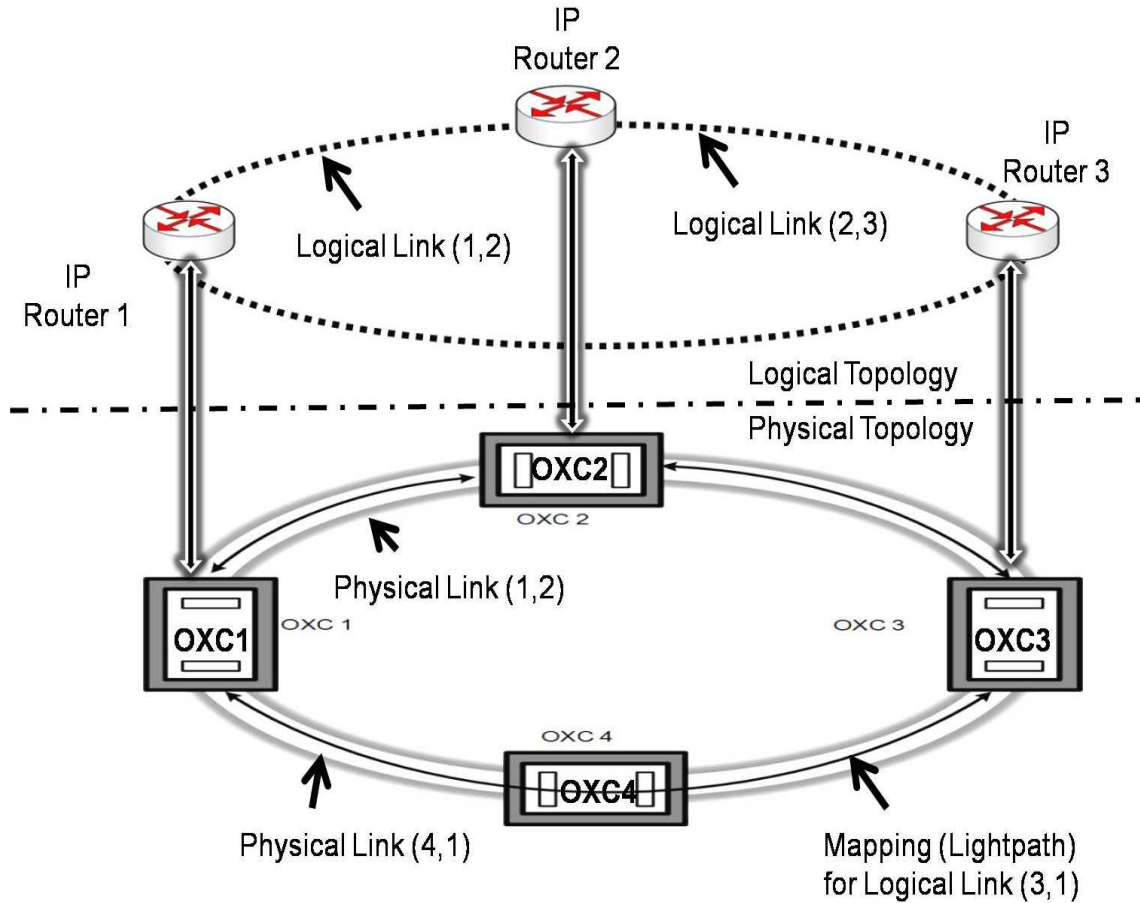 IP
Router 2
IP
Router 3
Logical Link (1,2)
Logical Link (2,3)
IP
Router 1
Logical Topology
Physical Topology
OXC2
OXC 2
Physical Link (1,2)
OXC1
OXC 1
OXC 3
OXC3
OXC 4
OXC4
Physical Link (4,1)
Mapping (Lightpath)
for Logical Link (3,1)